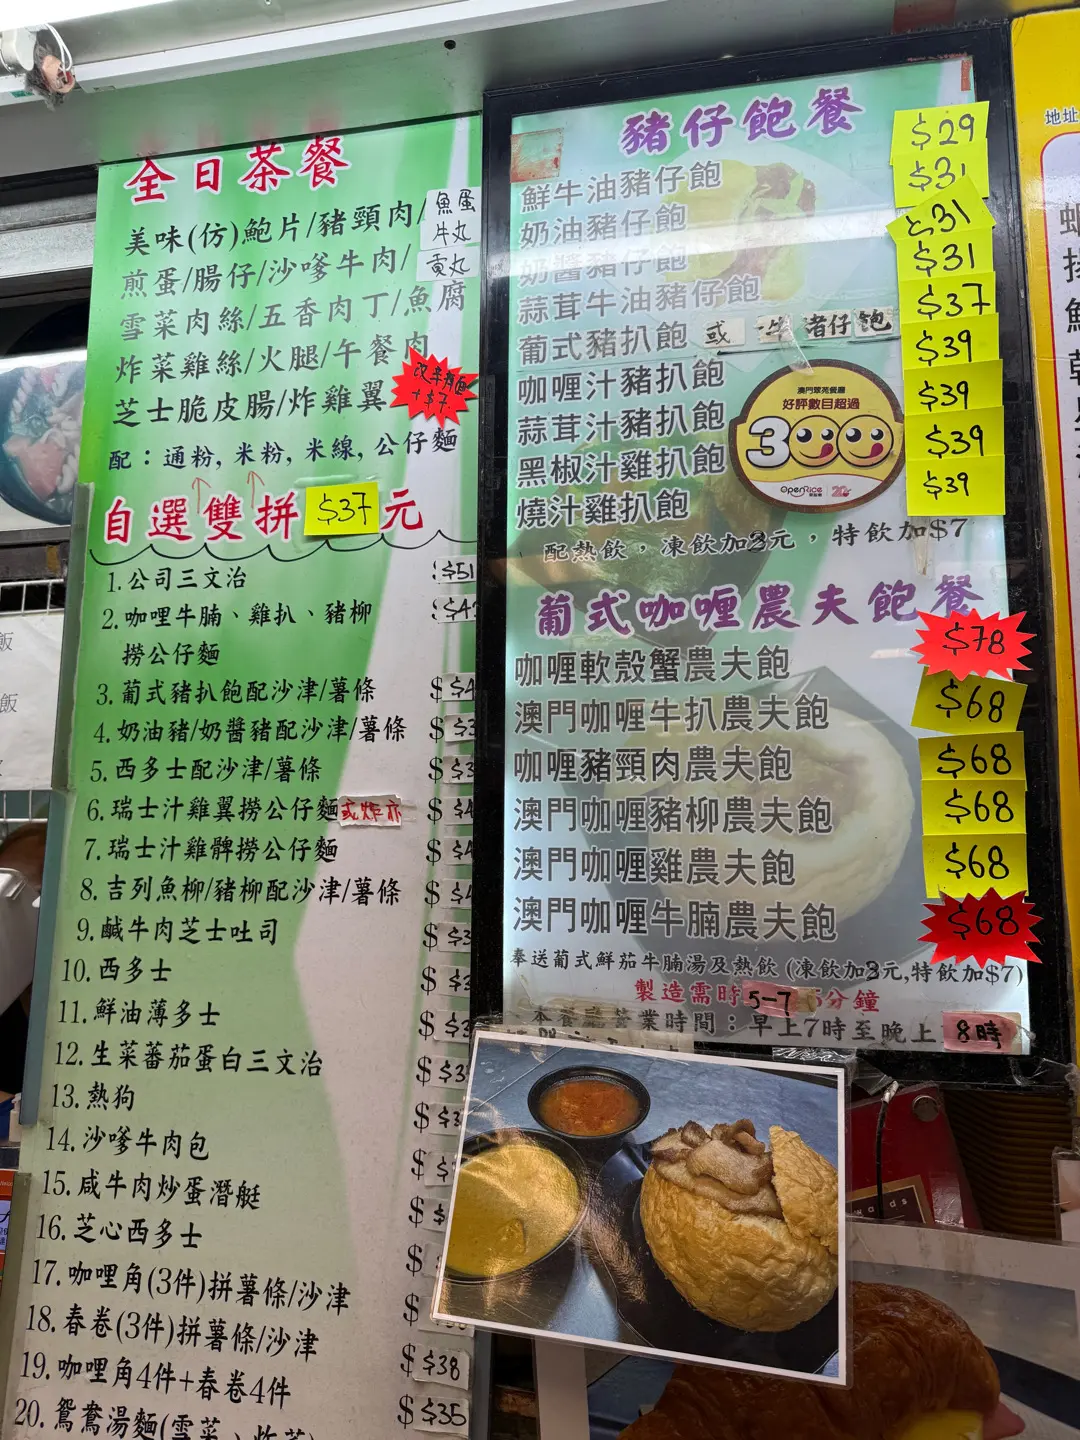 全日茶餐
美味(仿)鮑片/豬頸肉/魚蛋
牛丸
煎蛋/腸仔/沙嗲牛肉/貢丸
雪菜肉絲/五香肉丁/魚腐
炸菜雞絲/火腿/午餐肉
芝士脆皮腸/炸雞翼
+$7
配：通粉, 米粉, 米線, 公仔麵
自選雙拼 $37 元
1.公司三文治 $51
2.咖哩牛腩、雞扒、豬柳
撈公仔麵
3.葡式豬扒飽配沙津/薯條 $
4.奶油豬/奶醬豬配沙津/薯條 $
5.西多士配沙津/薯條 $
6.瑞士汁雞翼撈公仔麵 $
7.瑞士汁雞髀撈公仔麵 $
8.吉列魚柳/豬柳配沙津/薯條 $
9.鹹牛肉芝士吐司 $
10.西多士 $
11.鮮油薄多士 $
12.生菜蕃茄蛋白三文治 $
13.熱狗 $
14.沙嗲牛肉包 $
15.咸牛肉炒蛋潛艇 $
16.芝心西多士 $
17.咖哩角(3件)拼薯條/沙津 $
18.春卷(3件)拼薯條/沙津 $
19.咖哩角4件+春卷4件 $38
20.鴛鴦湯麵(雪菜、炸菜) $35
豬仔飽餐
鮮牛油豬仔飽 $29
奶油豬仔飽 $31
奶醬豬仔飽 $31
蒜茸牛油豬仔飽 $31
葡式豬扒飽 或 牛 豬仔飽 $37
咖喱汁豬扒飽 $39
蒜茸汁豬扒飽 $39
黑椒汁雞扒飽 $39
燒汁雞扒飽 $39
好評數目超過
300
OpenRice
配熱飲，凍飲加3元，特飲加$7
葡式咖喱農夫飽餐
咖喱軟殼蟹農夫飽 $78
澳門咖喱牛扒農夫飽 $68
咖喱豬頸肉農夫飽 $68
澳門咖喱豬柳農夫飽 $68
澳門咖喱雞農夫飽 $68
澳門咖喱牛腩農夫飽 $68
奉送葡式鮮茄牛腩湯及熱飲 (凍飲加3元,特飲加$7)
製造需時5-7分鐘
本餐廳營業時間：早上7時至晚上8時
地址
飯
飯